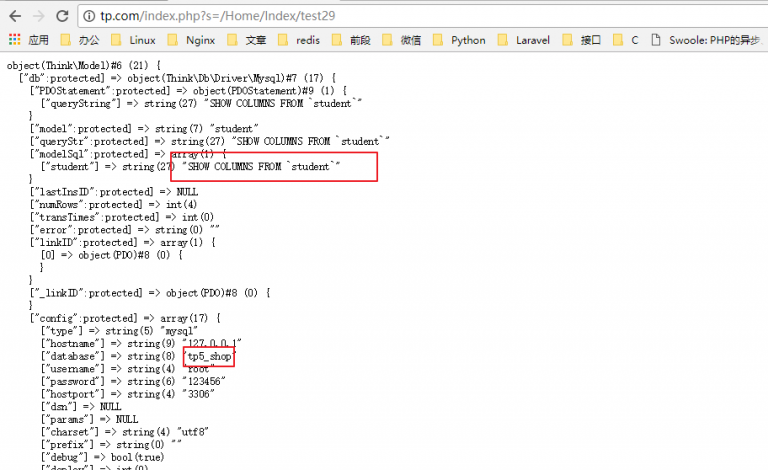 tp.com/index.php?s=/Home/Index/test29
应用 办公 Linux Nginx 文章 redis 前段 微信 Python Laravel 接口 C Swoole: PHP的异步
object(Think\Model)#6 (21) {
["db":protected] => object(Think\Db\Driver\Mysql)#7 (17) {
["PDOStatement":protected] => object(PDOStatement)#9 (1) {
["queryString"] => string(27) "SHOW COLUMNS FROM `student`"
}
["model":protected] => string(7) "student"
["queryStr":protected] => string(27) "SHOW COLUMNS FROM `student`"
["modelSql":protected] => array(1) {
["student"] => string(27) "SHOW COLUMNS FROM `student`"
}
["lastInsID":protected] => NULL
["numRows":protected] => int(4)
["transTimes":protected] => int(0)
["error":protected] => string(0) ""
["linkID":protected] => array(1) {
[0] => object(PDO)#8 (0) {
}
}
["_linkID":protected] => object(PDO)#8 (0) {
}
["config":protected] => array(17) {
["type"] => string(5) "mysql"
["hostname"] => string(9) "127.0.0.1"
["database"] => string(8) "tp5_shop"
["username"] => string(4) "root"
["password"] => string(6) "123456"
["hostport"] => string(4) "3306"
["dsn"] => NULL
["params"] => NULL
["charset"] => string(4) "utf8"
["prefix"] => string(0) ""
["debug"] => bool(true)
["deploy"] => int(0)